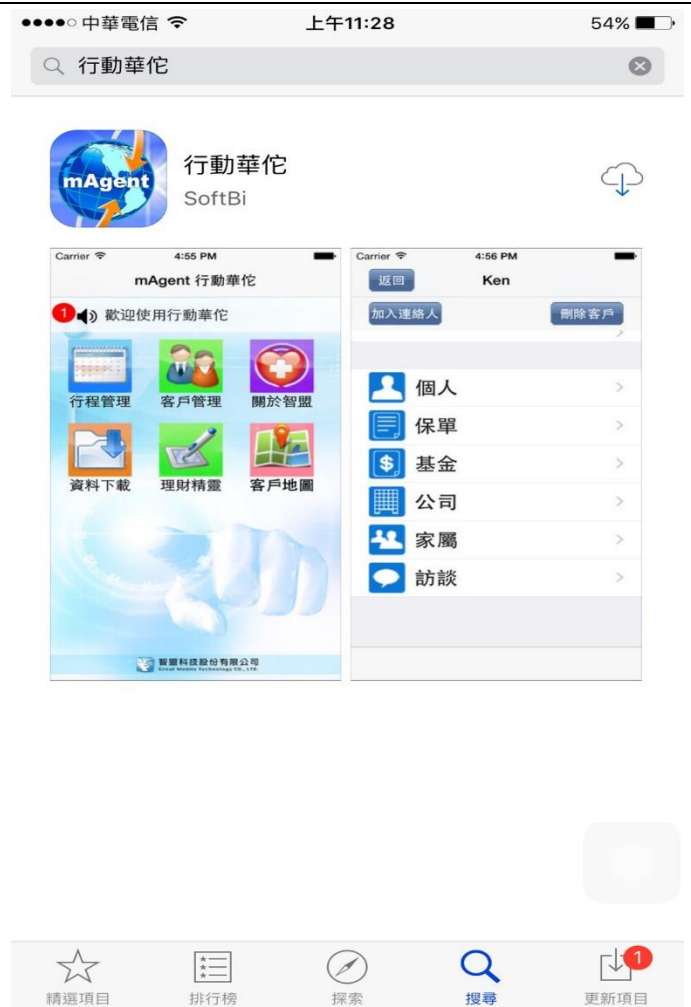 中華電信 上午11:28 54%
行動華佗
mAgent
行動華佗
SoftBi
Carrier 4:55 PM
mAgent 行動華佗
1 歡迎使用行動華佗
行程管理 客戶管理 關於智盟
資料下載 理財精靈 客戶地圖
智盟科技股份有限公司
Great Mobile Technology CO., LTD.
Carrier 4:56 PM
返回 Ken
加入連絡人 刪除客戶
個人
保單
基金
公司
家屬
訪談
1
精選項目 排行榜 探索 搜尋 更新項目